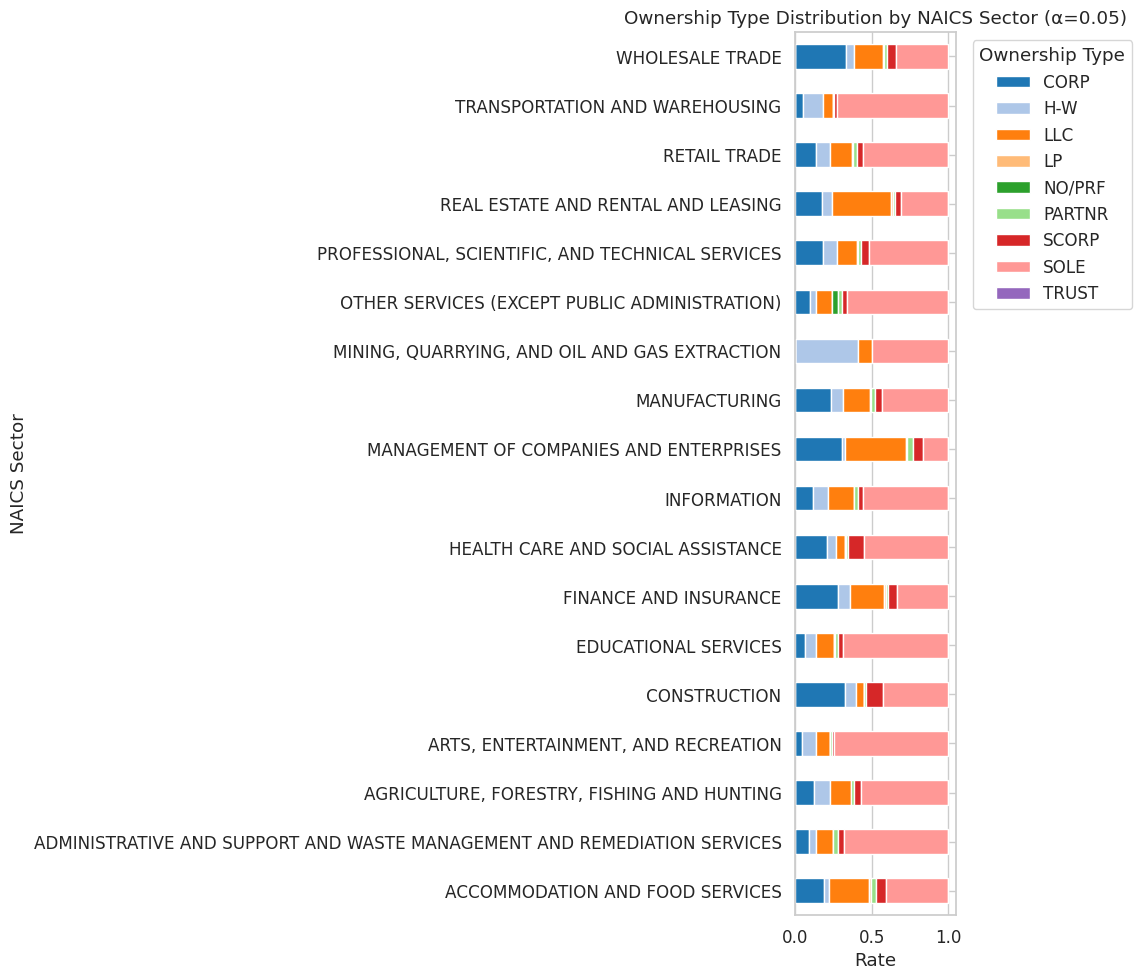 Ownership Type Distribution by NAICS Sector (α=0.05)
WHOLESALE TRADE
TRANSPORTATION AND WAREHOUSING
RETAIL TRADE
REAL ESTATE AND RENTAL AND LEASING
PROFESSIONAL, SCIENTIFIC, AND TECHNICAL SERVICES
OTHER SERVICES (EXCEPT PUBLIC ADMINISTRATION)
MINING, QUARRYING, AND OIL AND GAS EXTRACTION
MANUFACTURING
MANAGEMENT OF COMPANIES AND ENTERPRISES
INFORMATION
HEALTH CARE AND SOCIAL ASSISTANCE
FINANCE AND INSURANCE
EDUCATIONAL SERVICES
CONSTRUCTION
ARTS, ENTERTAINMENT, AND RECREATION
AGRICULTURE, FORESTRY, FISHING AND HUNTING
ADMINISTRATIVE AND SUPPORT AND WASTE MANAGEMENT AND REMEDIATION SERVICES
ACCOMMODATION AND FOOD SERVICES
NAICS Sector
0.0 0.5 1.0
Rate
Ownership Type
CORP
H-W
LLC
LP
NO/PRF
PARTNR
SCORP
SOLE
TRUST